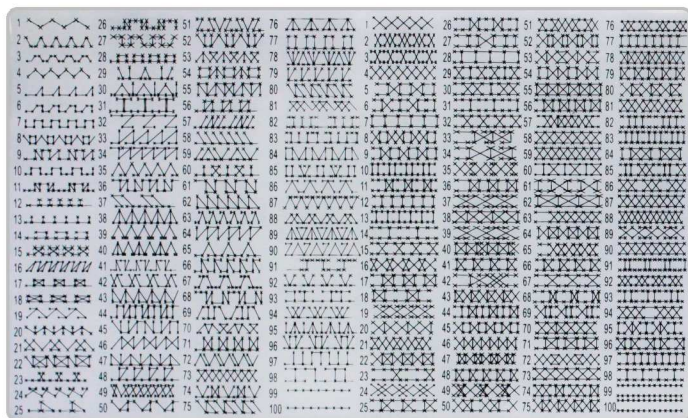 1 26 51 76 1 26 51 76
2 27 52 77 2 27 52 77
3 28 53 78 3 28 53 78
4 29 54 79 4 29 54 79
5 30 55 80 5 30 55 80
6 31 56 81 6 31 56 81
7 32 57 82 7 32 57 82
8 33 58 83 8 33 58 83
9 34 59 84 9 34 59 84
10 35 60 85 10 35 60 85
11 36 61 86 11 36 61 86
12 37 62 87 12 37 62 87
13 38 63 88 13 38 63 88
14 39 64 89 14 39 64 89
15 40 65 90 15 40 65 90
16 41 66 91 16 41 66 91
17 42 67 92 17 42 67 92
18 43 68 93 18 43 68 93
19 44 69 94 19 44 69 94
20 45 70 95 20 45 70 95
21 46 71 96 21 46 71 96
22 47 72 97 22 47 72 97
23 48 73 98 23 48 73 98
24 49 74 99 24 49 74 99
25 50 75 100 25 50 75 100